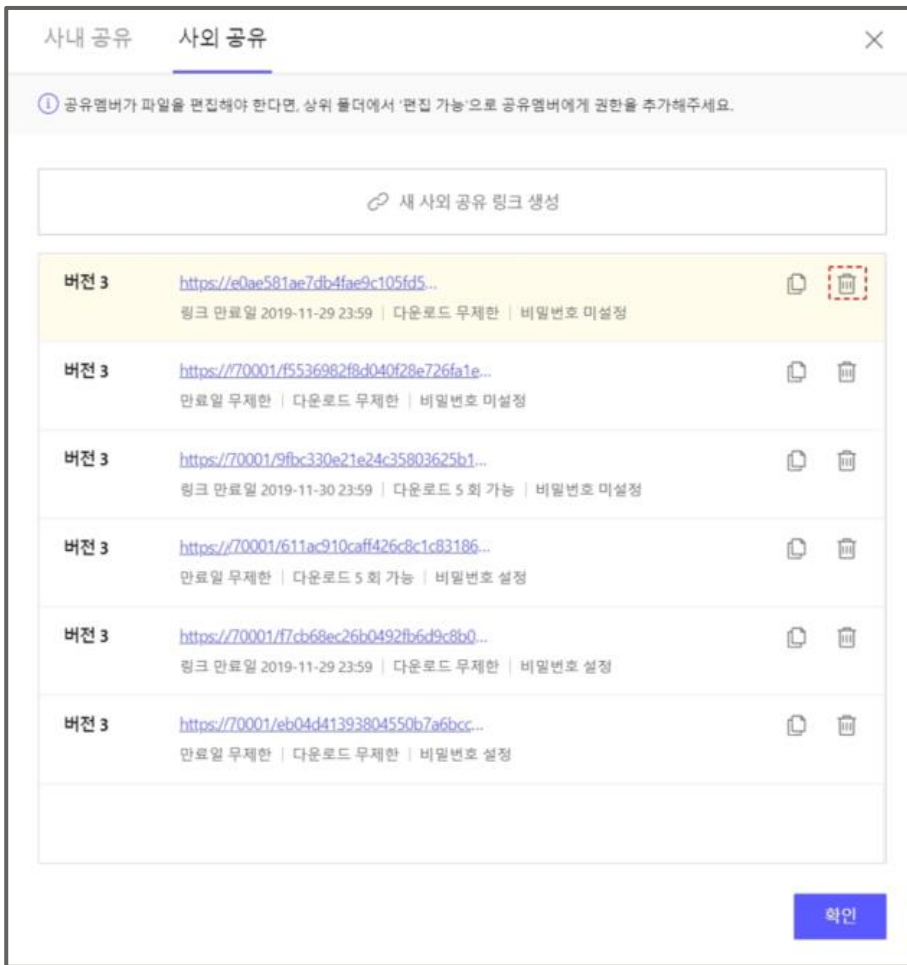 사내 공유 사외 공유
공유멤버가 파일을 편집해야 한다면, 상위 폴더에서 '편집 가능'으로 공유멤버에게 권한을 추가해주세요.
새 사외 공유 링크 생성
버전 3 https://e0ae581ae7db4fae9c105fd5...
링크 만료일 2019-11-29 23:59 | 다운로드 무제한 | 비밀번호 미설정
버전 3 https://'70001/f5536982f8d040f28e726fa1e...
만료일 무제한 | 다운로드 무제한 | 비밀번호 미설정
버전 3 https://70001/9fbc330e21e24c35803625b1...
링크 만료일 2019-11-30 23:59 | 다운로드 5 회 가능 | 비밀번호 미설정
버전 3 https://70001/611ac910caff426c8c1c83186...
만료일 무제한 | 다운로드 5 회 가능 | 비밀번호 설정
버전 3 https://70001/f7cb68ec26b0492fb6d9c8b0...
링크 만료일 2019-11-29 23:59 | 다운로드 무제한 | 비밀번호 설정
버전 3 https://70001/eb04d41393804550b7a6bcc...
만료일 무제한 | 다운로드 무제한 | 비밀번호 설정
확인